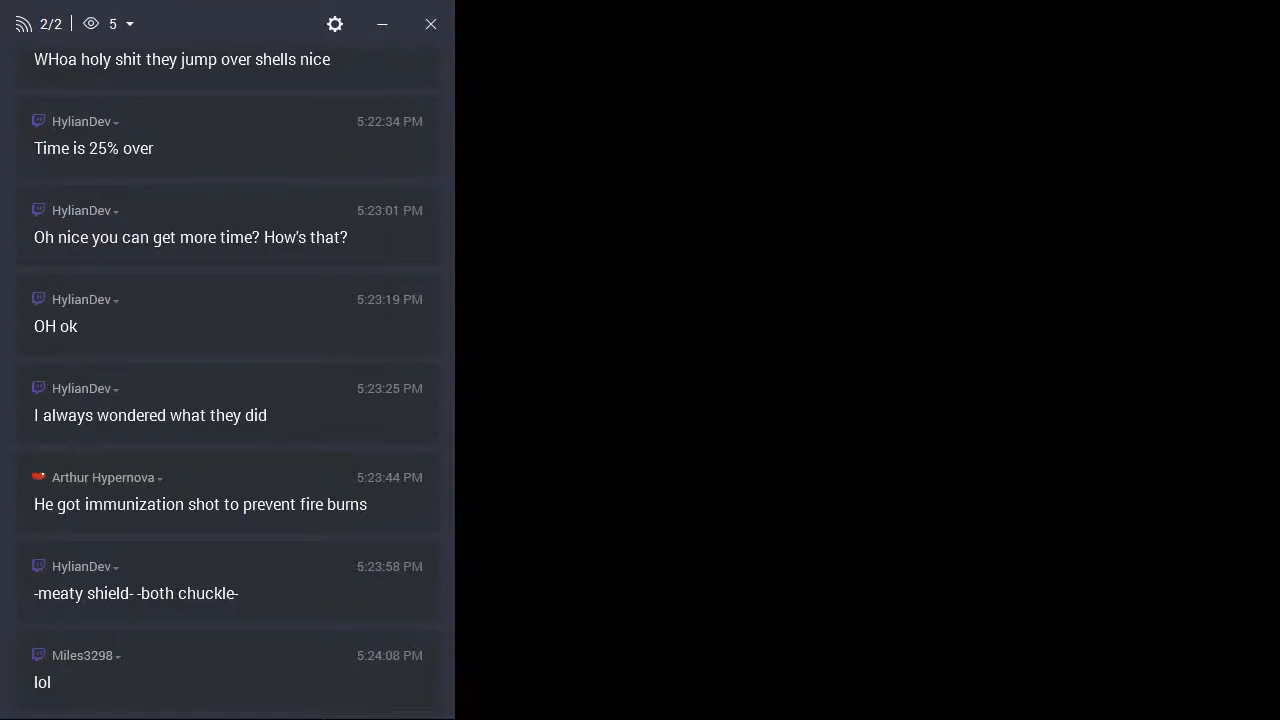 2/2 | 5
WHoa holy shit they jump over shells nice
HylianDev 5:22:34 PM
Time is 25% over
HylianDev 5:23:01 PM
Oh nice you can get more time? How's that?
HylianDev 5:23:19 PM
OH ok
HylianDev 5:23:25 PM
I always wondered what they did
Arthur Hypernova 5:23:44 PM
He got immunization shot to prevent fire burns
HylianDev 5:23:58 PM
-meaty shield- -both chuckle-
Miles3298 5:24:08 PM
lol